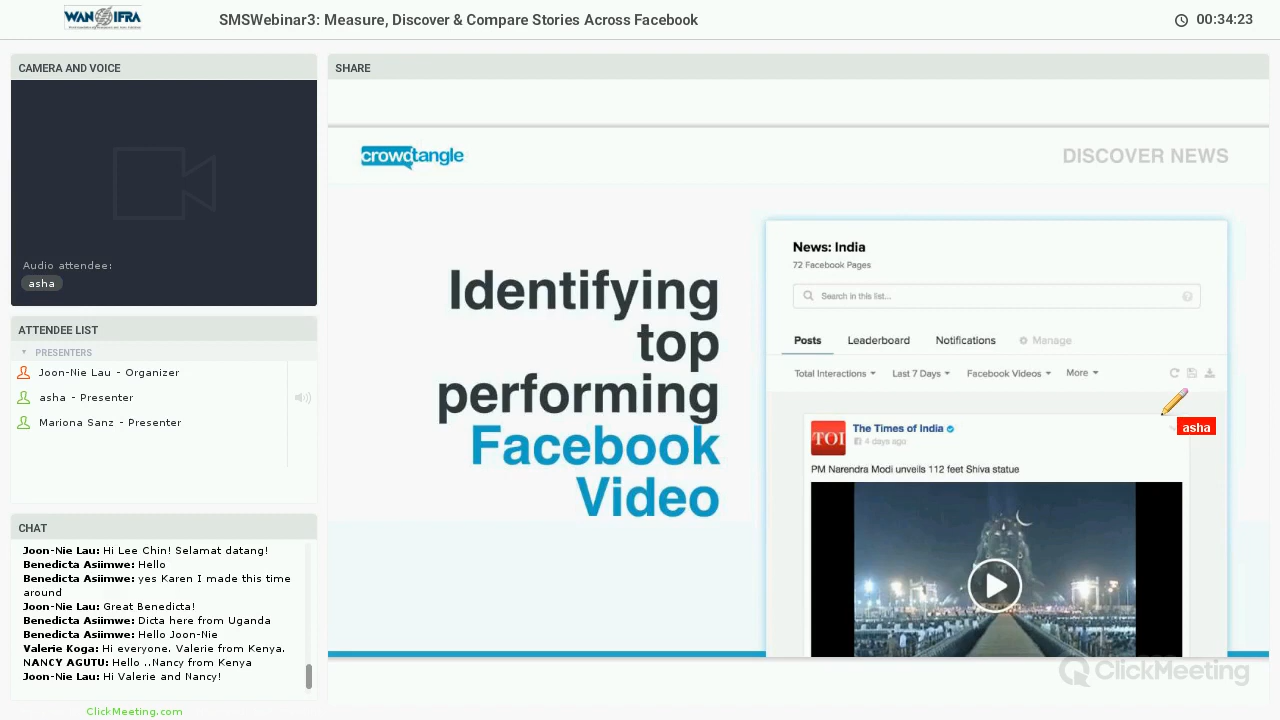 WAN IFRA
SMSWebinar3: Measure, Discover & Compare Stories Across Facebook
00:34:23
CAMERA AND VOICE
Audio attendee:
asha
ATTENDEE LIST
PRESENTERS
Joon-Nie Lau - Organizer
asha - Presenter
Mariona Sanz - Presenter
CHAT
Joon-Nie Lau: Hi Lee Chin! Selamat datang!
Benedicta Asiimwe: Hello
Benedicta Asiimwe: yes Karen I made this time
around
Joon-Nie Lau: Great Benedicta!
Benedicta Asiimwe: Dicta here from Uganda
Benedicta Asiimwe: Hello Joon-Nie
Valerie Koga: Hi everyone. Valerie from Kenya.
NANCY AGUTU: Hello ..Nancy from Kenya
Joon-Nie Lau: Hi Valerie and Nancy!
ClickMeeting.com
SHARE
crowdtangle
DISCOVER NEWS
Identifying
top
performing
Facebook
Video
News: India
72 Facebook Pages
Search in this list...
Posts Leaderboard Notifications Manage
Total Interactions Last 7 Days Facebook Videos More
asha
TOI
The Times of India
4 days ago
PM Narendra Modi unveils 112 feet Shiva statue
ClickMeeting